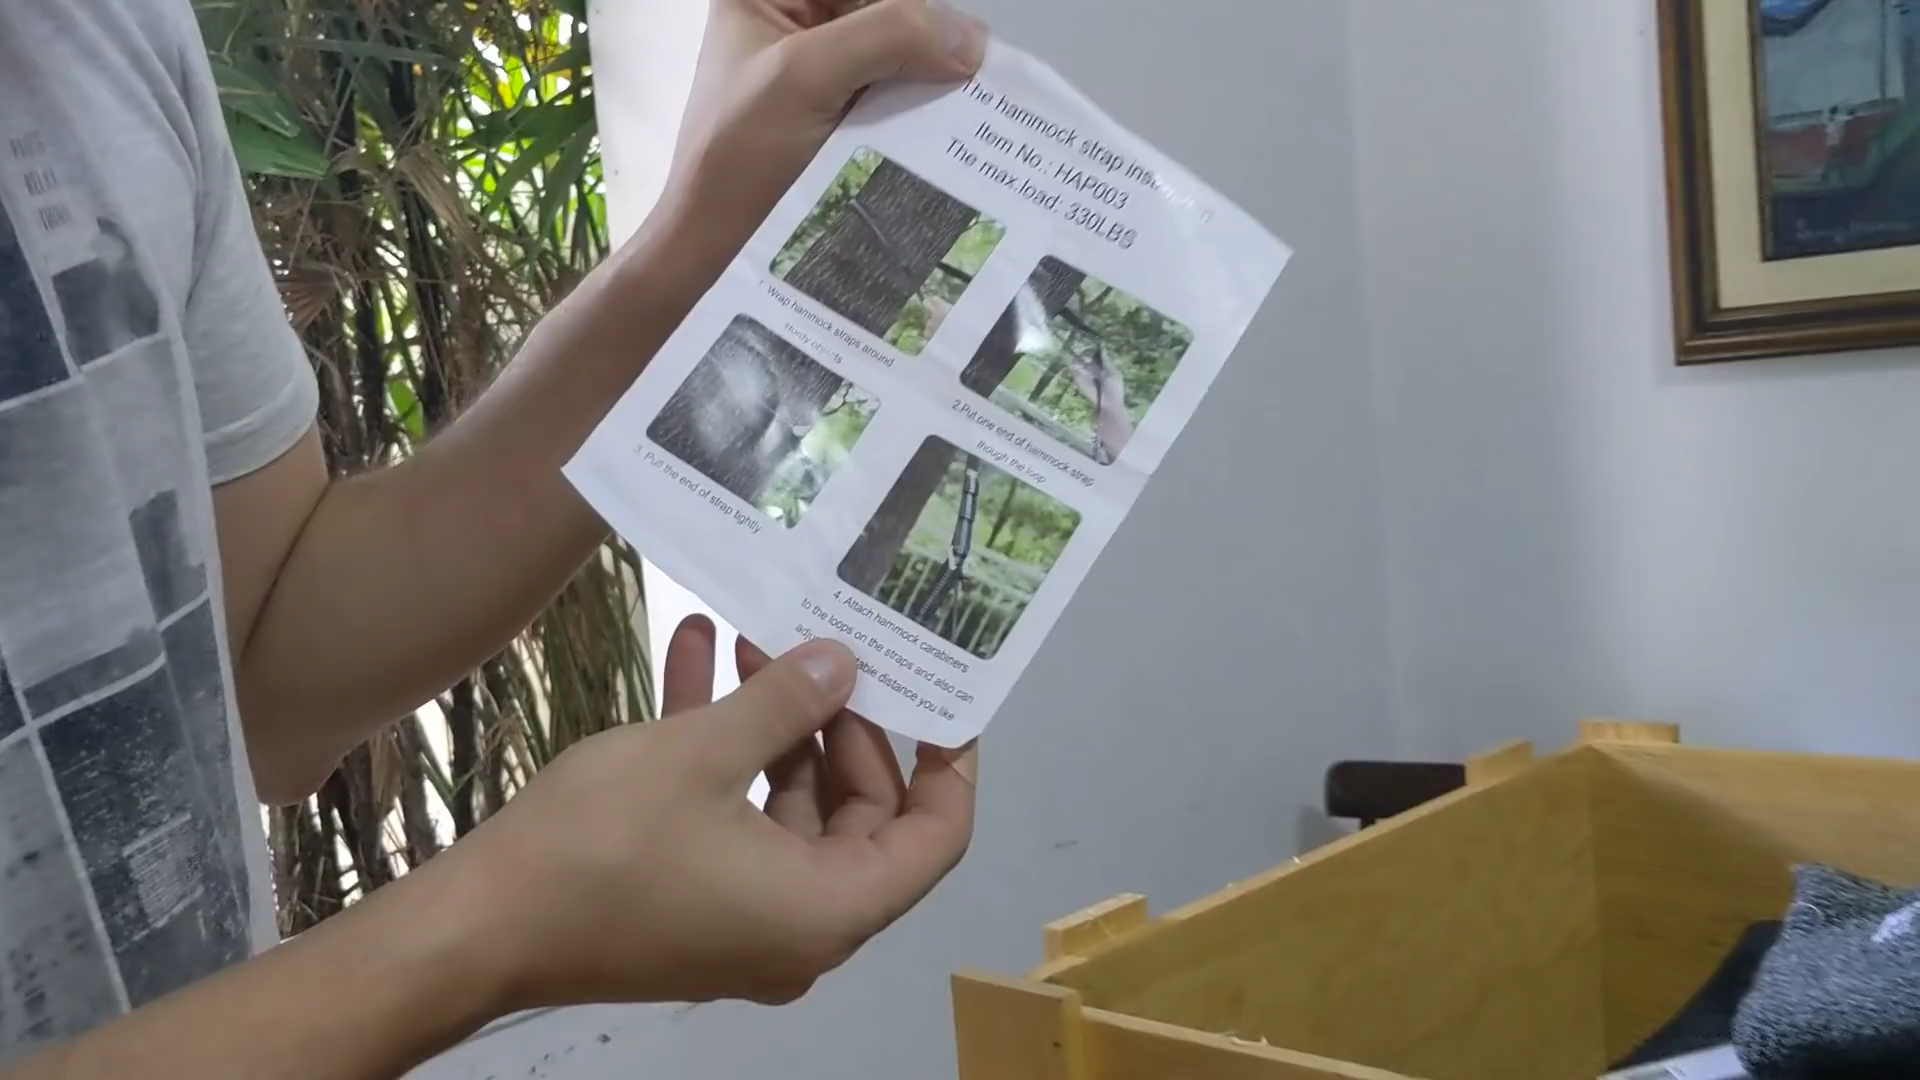 The hammock strap
Item No.: HAP003
The max.load: 330LBS
1. Wrap hammock straps around
sturdy objects
2.Put one end of hammock strap
though the loop
3. Pull the end of strap tightly
4. Attach hammock carabiners
to the loops on the straps and also can
distance you like
RELAX
THINK